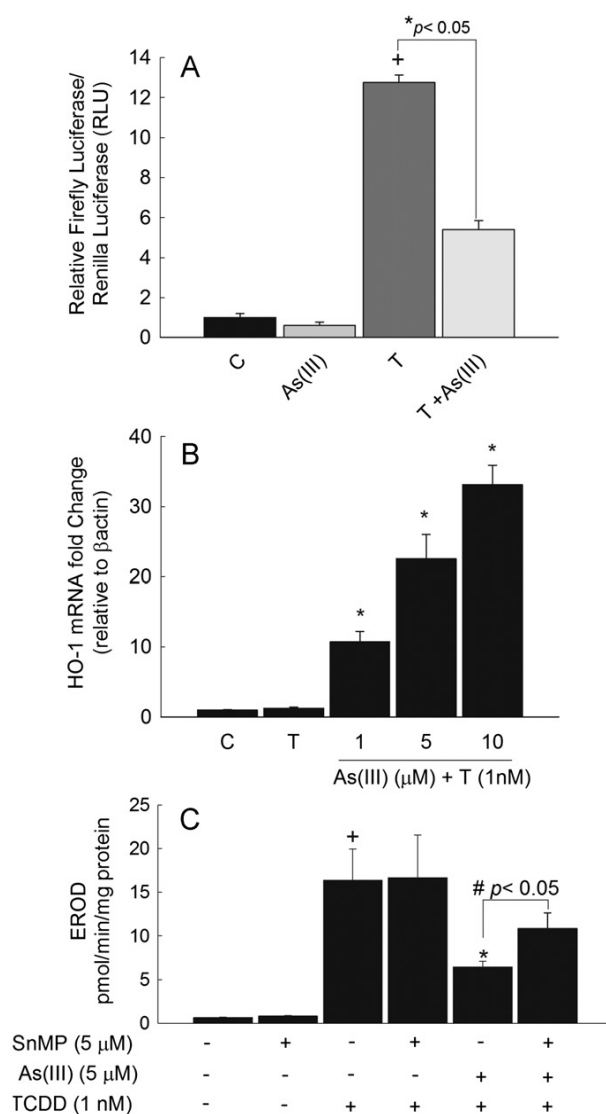 *p< 0.05
A
+
14
12
10
8
6
4
2
0
Relative Firefly Luciferase/
Renilla Luciferase (RLU)
C
As(III)
T
T +As(III)
B
40
30
20
10
0
HO-1 mRNA fold Change
(relative to βactin)
*
*
*
C T 1 5 10
As(III) (μM) + T (1nM)
C
25
20
15
10
5
0
EROD
pmol/min/mg protein
+
# p< 0.05
*
SnMP (5 μM) - + - + - +
As(III) (5 μM) - - - - + +
TCDD (1 nM) - - + + + +